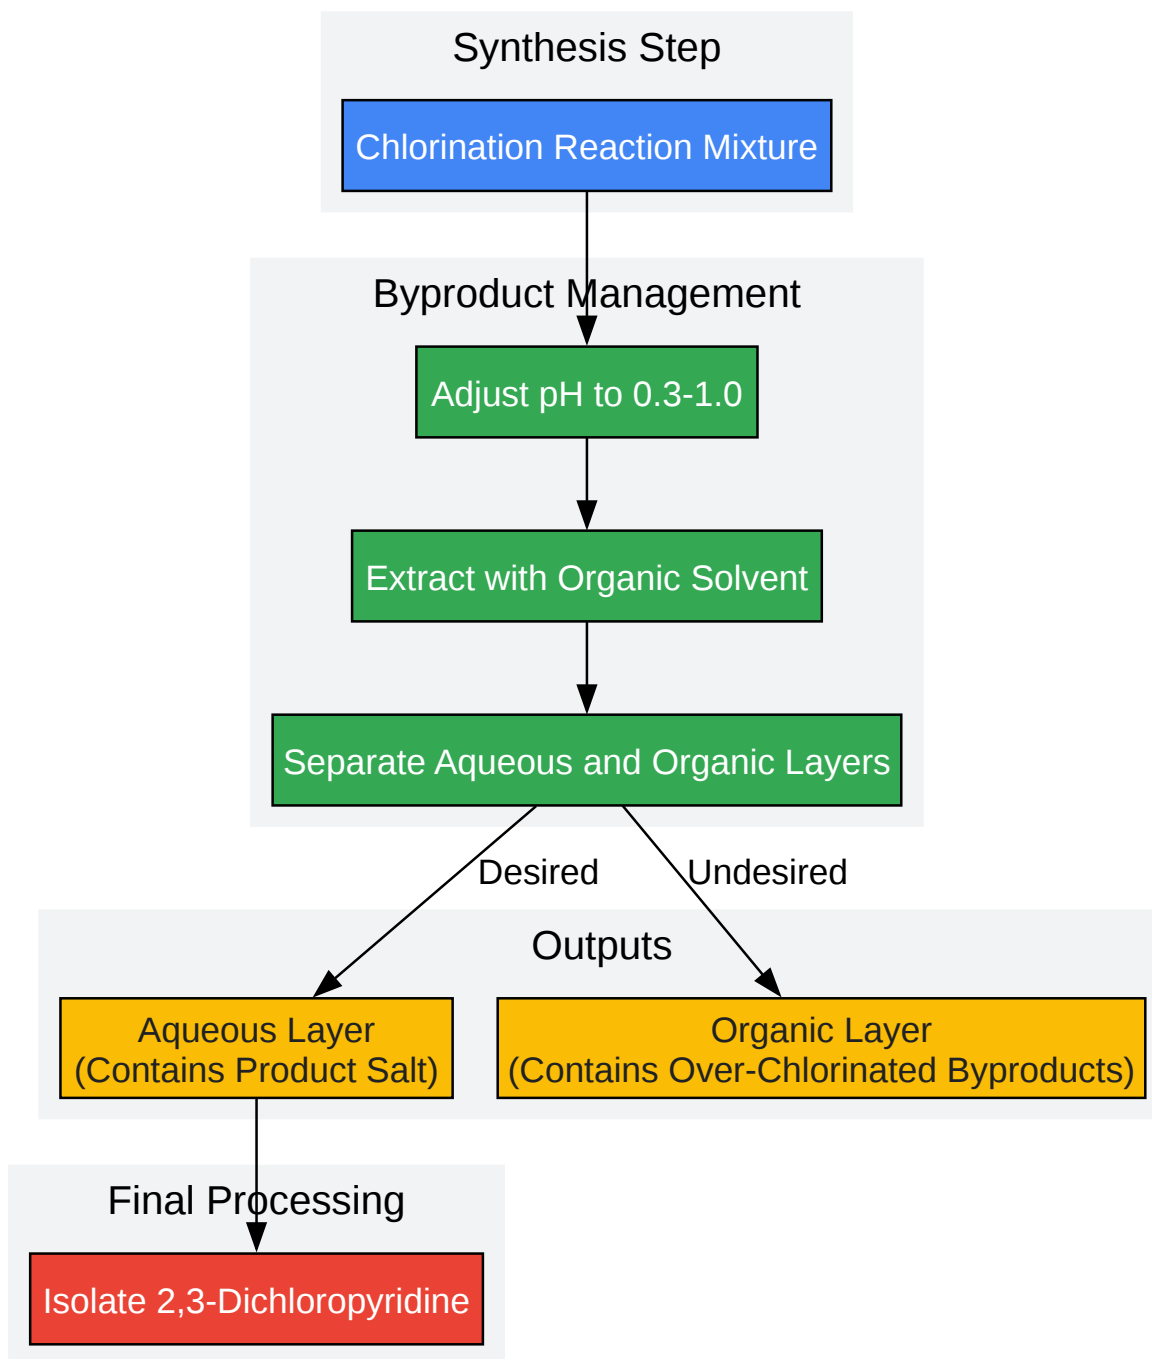 Synthesis Step
Chlorination Reaction Mixture
Byproduct Management
Adjust pH to 0.3-1.0
Extract with Organic Solvent
Separate Aqueous and Organic Layers
Desired
Undesired
Outputs
Aqueous Layer
(Contains Product Salt)
Organic Layer
(Contains Over-Chlorinated Byproducts)
Final Processing
Isolate 2,3-Dichloropyridine